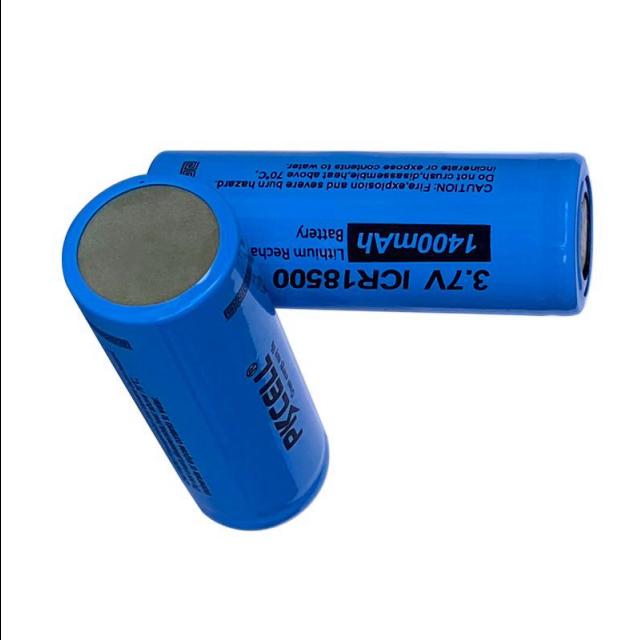 3.7V ICR18500
1400mAh
Lithium Recha
Battery
CAUTION: Fire,explosion and severe burn hazard.
Do not crush,disassemble,heat above 70°C,
incinerate or expose contents to water.
PKCELL®